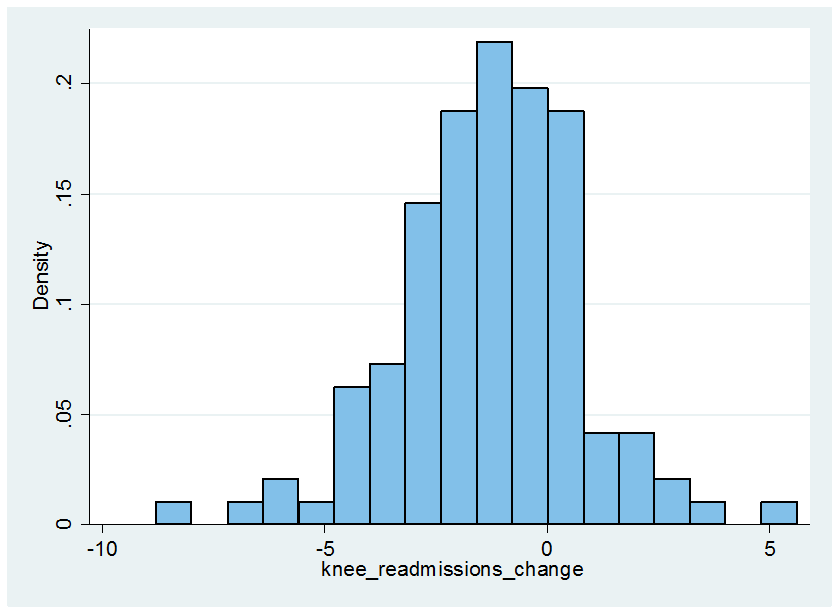 .2
.15
.1
.05
0
Density
-10 -5 0 5
knee_readmissions_change